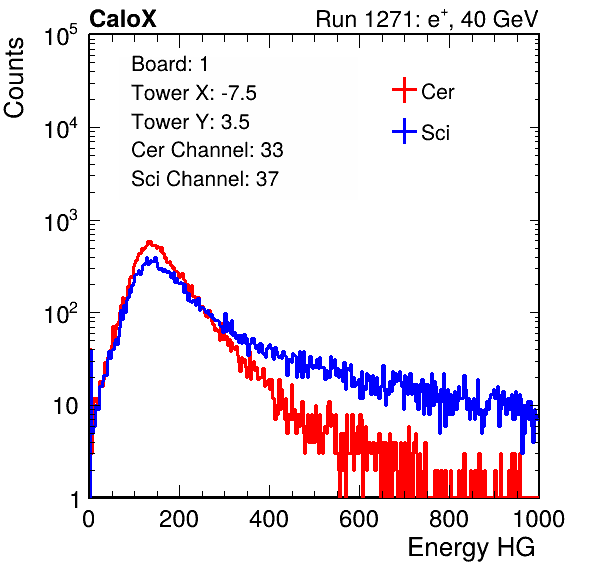 CaloX Run 1271: e⁺, 40 GeV
Counts
Board: 1
Tower X: -7.5
Tower Y: 3.5
Cer Channel: 33
Sci Channel: 37
Cer
Sci
10⁵
10⁴
10³
10²
10
1
0 200 400 600 800 1000
Energy HG